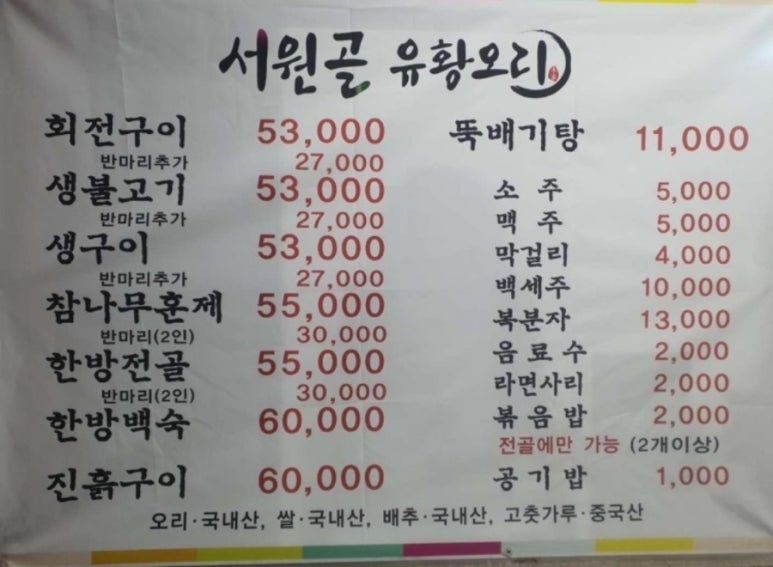 서원골 유황오리
회전구이 53,000
반마리추가 27,000
생불고기 53,000
반마리추가 27,000
생구이 53,000
반마리추가 27,000
참나무훈제 55,000
반마리(2인) 30,000
한방전골 55,000
반마리(2인) 30,000
한방백숙 60,000
진흙구이 60,000
뚝배기탕 11,000
소주 5,000
맥주 5,000
막걸리 4,000
백세주 10,000
복분자 13,000
음료수 2,000
라면사리 2,000
볶음밥 2,000
전골에만 가능 (2개이상)
공기밥 1,000
오리·국내산, 쌀·국내산, 배추·국내산, 고춧가루·중국산